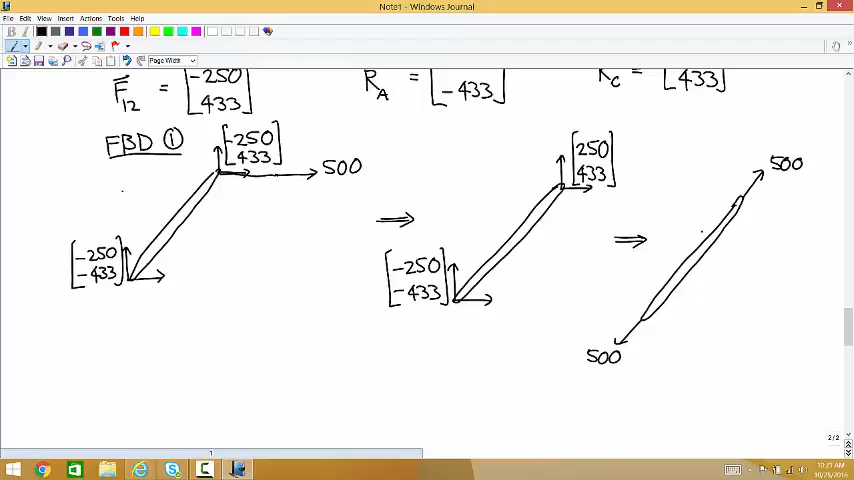 Note1 - Windows Journal
File Edit View Insert Actions Tools Help
B I
Page Width
F12 = [-250
433]
RA = [
-433]
RC = [
433]
FBD ①
[-250
433]
500
[-250
-433]
⇒
[250
433]
[-250
-433]
⇒
500
500
2/2
1
10:21 AM
10/25/2016